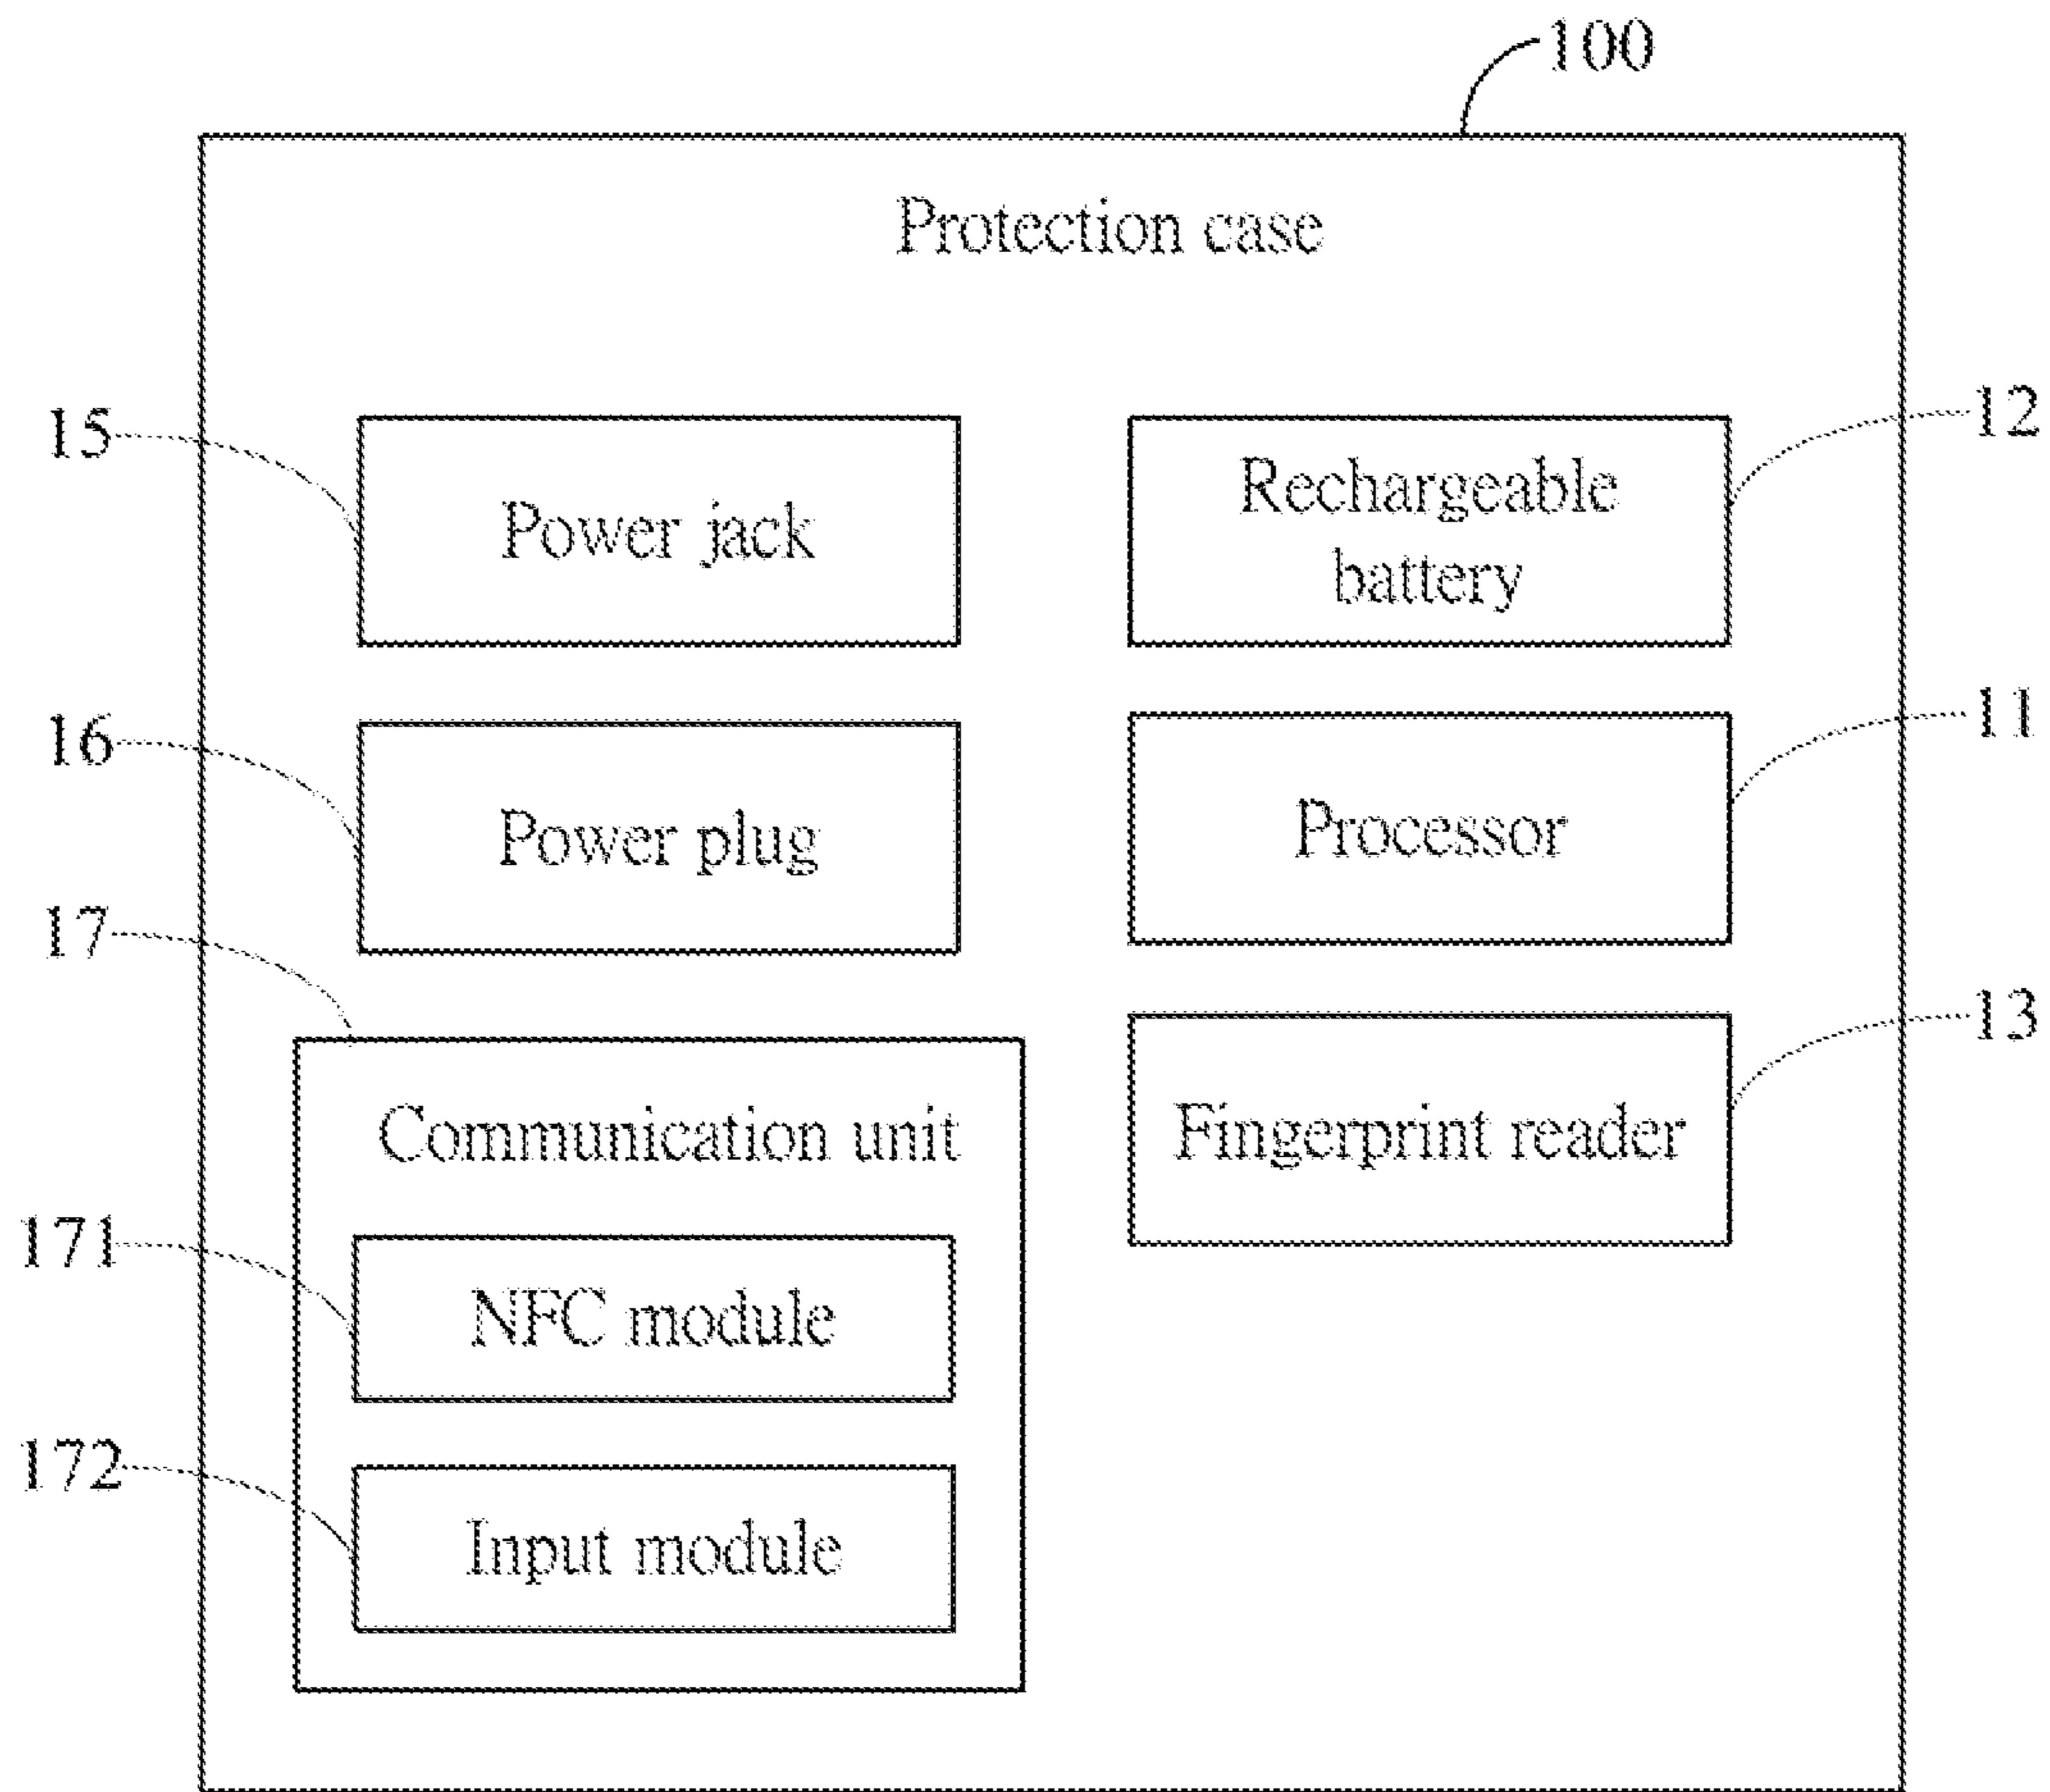 100
Protection case
15
Power jack
Rechargeable
battery
12
16
Power plug
Processor
11
17
Communication unit
Fingerprint reader
13
171
NFC module
172
Input module